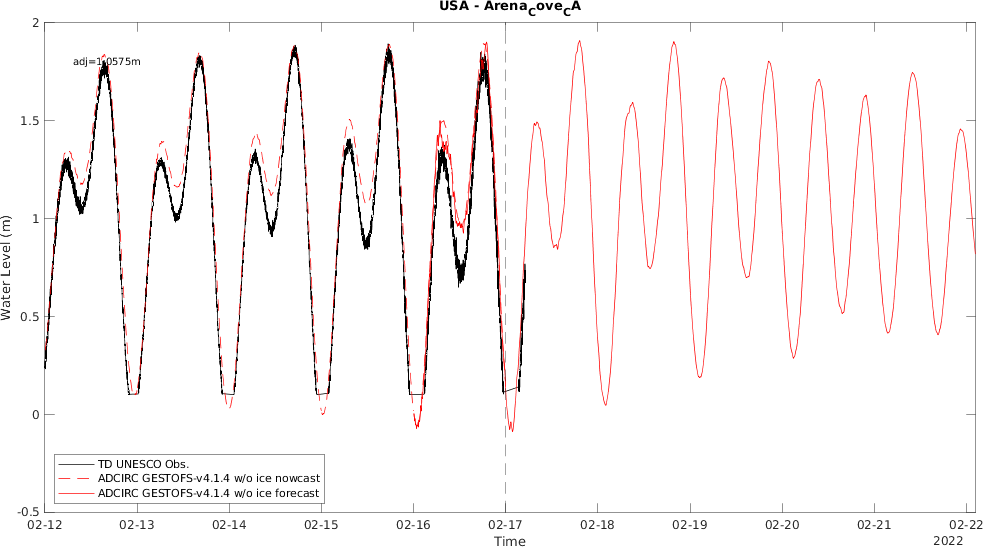 USA - ArenaCoveCA
2
adj=1.0575m
1.5
1
0.5
0
-0.5
Water Level (m)
TD UNESCO Obs.
ADCIRC GESTOFS-v4.1.4 w/o ice nowcast
ADCIRC GESTOFS-v4.1.4 w/o ice forecast
02-12 02-13 02-14 02-15 02-16 02-17 02-18 02-19 02-20 02-21 02-22
Time
2022